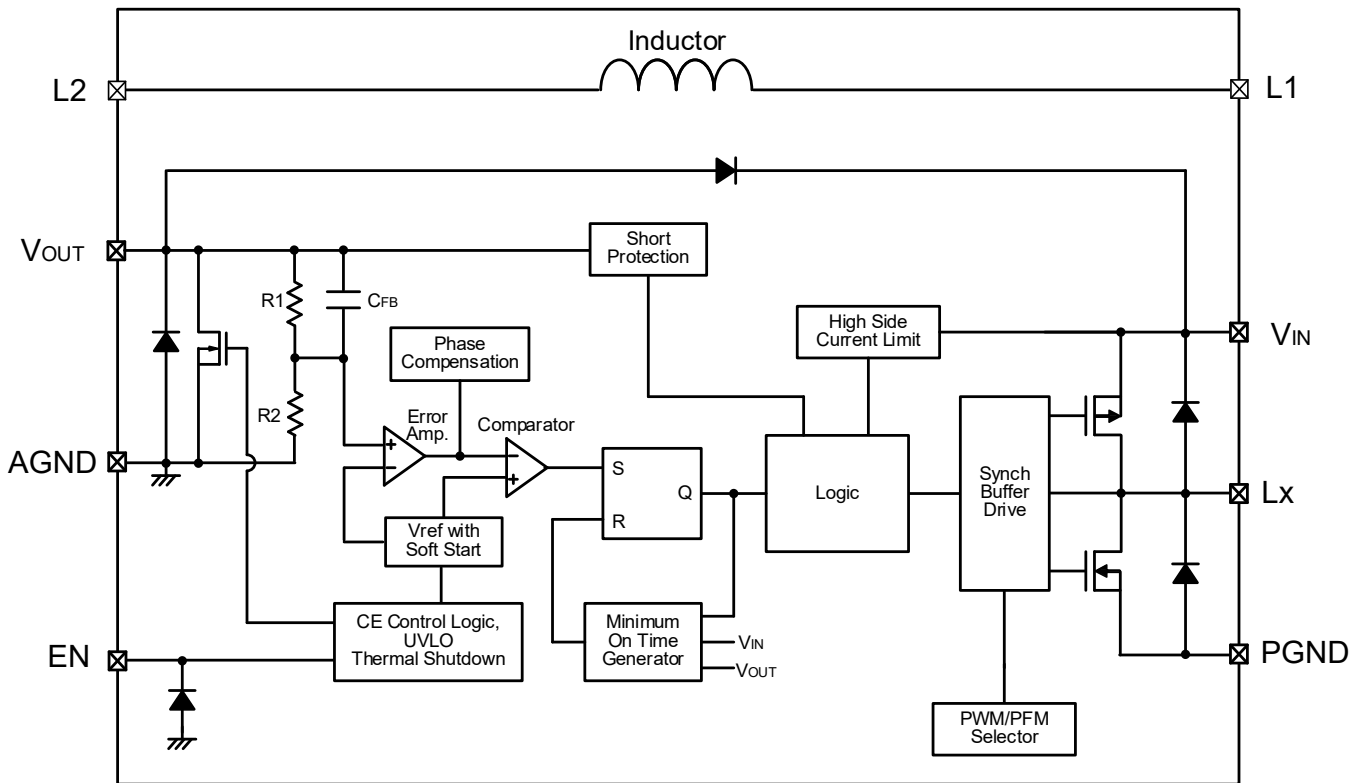 Inductor
L2
L1
VOUT
Short
Protection
R1
CFB
High Side
Current Limit
VIN
Phase
Compensation
R2
Error
Amp.
Comparator
+
−
−
+
AGND
S
Q
R
Logic
Synch
Buffer
Drive
Lx
Vref with
Soft Start
CE Control Logic,
UVLO
Thermal Shutdown
Minimum
On Time
Generator
VIN
VOUT
EN
PGND
PWM/PFM
Selector